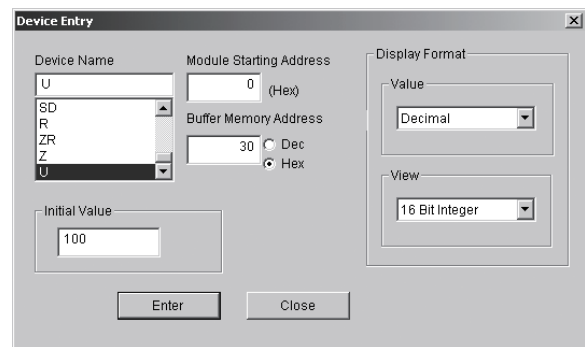 Device Entry
Device Name
U
SD
R
ZR
Z
U
Module Starting Address
0 (Hex)
Buffer Memory Address
30
Dec
Hex
Initial Value
100
Display Format
Value
Decimal
View
16 Bit Integer
Enter
Close